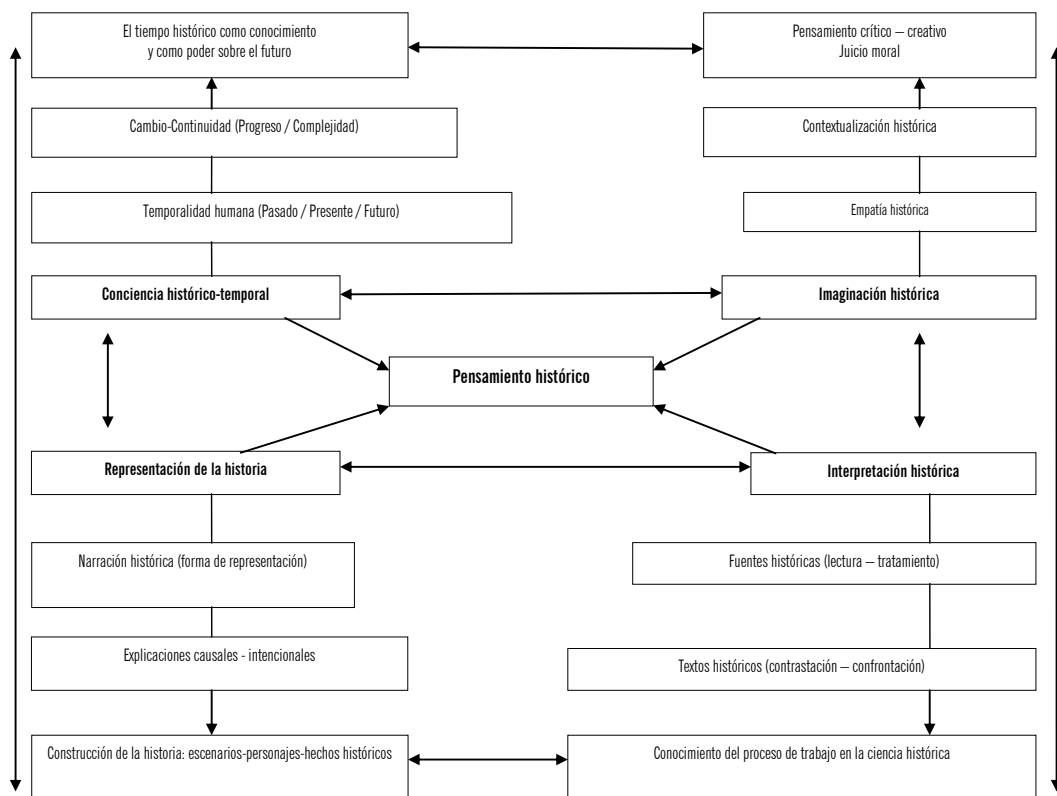 El tiempo histórico como conocimiento
y como poder sobre el futuro
Pensamiento crítico – creativo
Juicio moral
Cambio-Continuidad (Progreso / Complejidad)
Contextualización histórica
Temporalidad humana (Pasado / Presente / Futuro)
Empatía histórica
Conciencia histórico-temporal
Imaginación histórica
Pensamiento histórico
Representación de la historia
Interpretación histórica
Narración histórica (forma de representación)
Fuentes históricas (lectura – tratamiento)
Explicaciones causales - intencionales
Textos históricos (contrastación – confrontación)
Construcción de la historia: escenarios-personajes-hechos históricos
Conocimiento del proceso de trabajo en la ciencia histórica